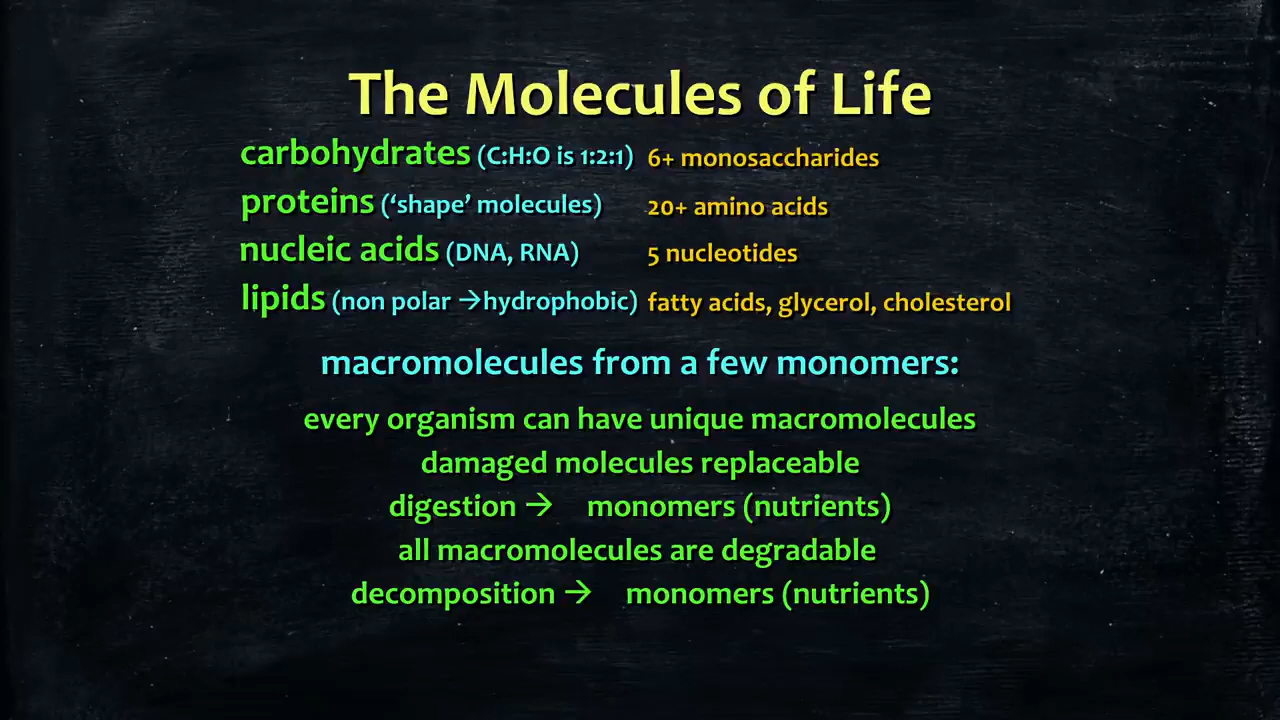 The Molecules of Life
carbohydrates (C:H:O is 1:2:1) 6+ monosaccharides
proteins (‘shape’ molecules) 20+ amino acids
nucleic acids (DNA, RNA) 5 nucleotides
lipids (non polar →hydrophobic) fatty acids, glycerol, cholesterol
macromolecules from a few monomers:
every organism can have unique macromolecules
damaged molecules replaceable
digestion → monomers (nutrients)
all macromolecules are degradable
decomposition → monomers (nutrients)